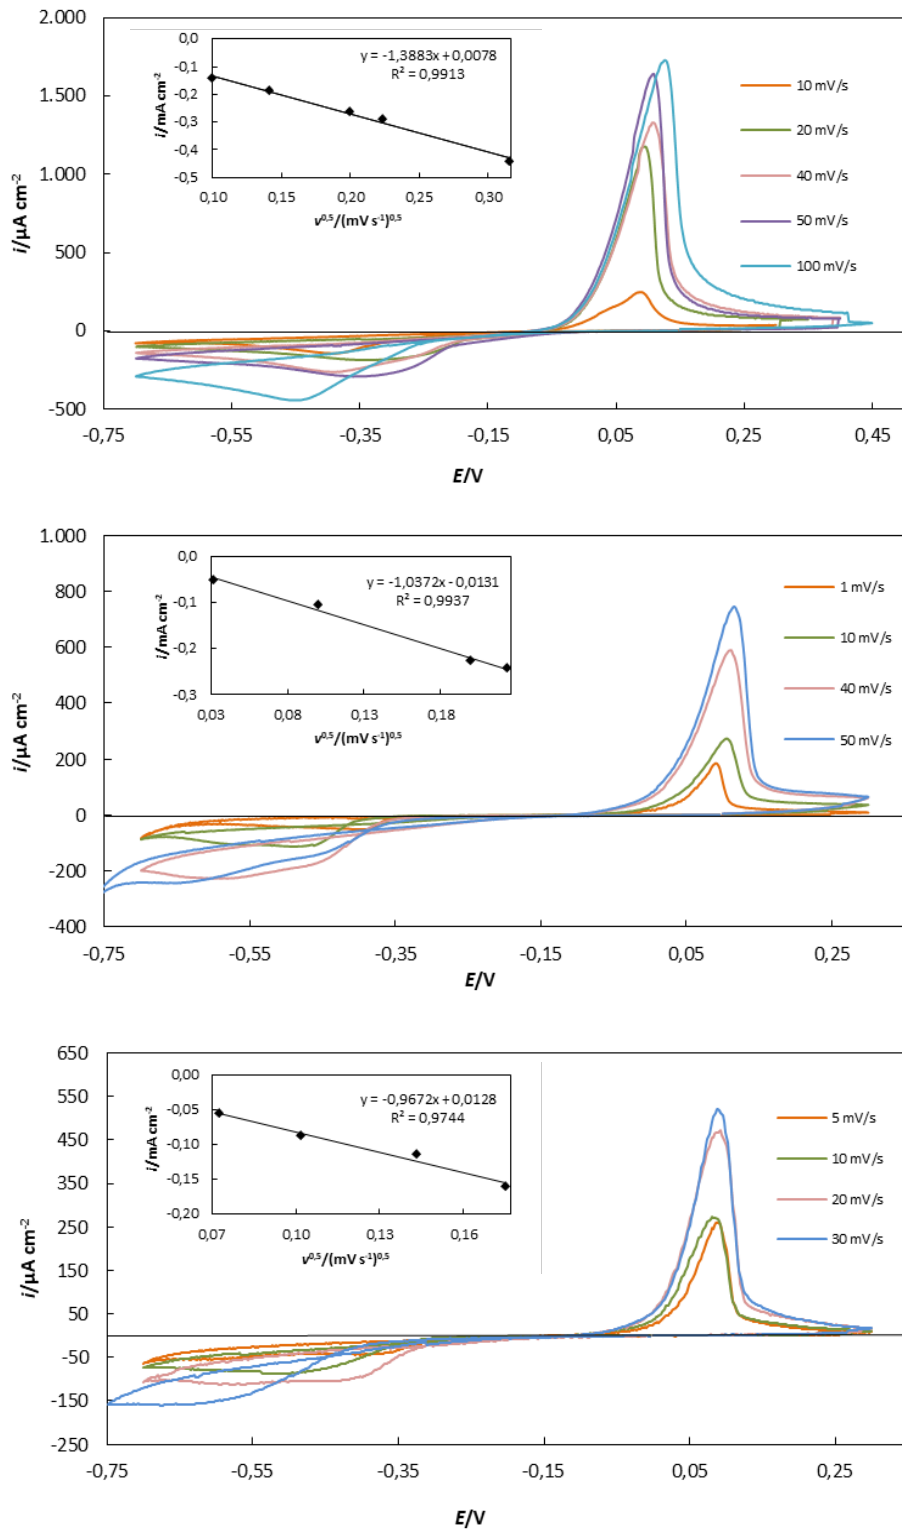 2.000
1.500
1.000
500
0
-500
i/µA cm⁻²
-0,75
-0,55
-0,35
-0,15
0,05
0,25
0,45
E/V
10 mV/s
20 mV/s
40 mV/s
50 mV/s
100 mV/s
0,0
-0,1
-0,2
-0,3
-0,4
-0,5
i/mA cm⁻²
y = -1,3883x + 0,0078
R² = 0,9913
0,10
0,15
0,20
0,25
0,30
v⁰·⁵/(mV s⁻¹)⁰·⁵
1.000
800
600
400
200
0
-200
-400
i/µA cm⁻²
-0,75
-0,55
-0,35
-0,15
0,05
0,25
E/V
1 mV/s
10 mV/s
40 mV/s
50 mV/s
0,0
-0,1
-0,2
-0,3
i/mA cm⁻²
y = -1,0372x - 0,0131
R² = 0,9937
0,03
0,08
0,13
0,18
v⁰·⁵/(mV s⁻¹)⁰·⁵
650
550
450
350
250
150
50
-50
-150
-250
i/µA cm⁻²
-0,75
-0,55
-0,35
-0,15
0,05
0,25
E/V
5 mV/s
10 mV/s
20 mV/s
30 mV/s
0,00
-0,05
-0,10
-0,15
-0,20
i/mA cm⁻²
y = -0,9672x + 0,0128
R² = 0,9744
0,07
0,10
0,13
0,16
v⁰·⁵/(mV s⁻¹)⁰·⁵